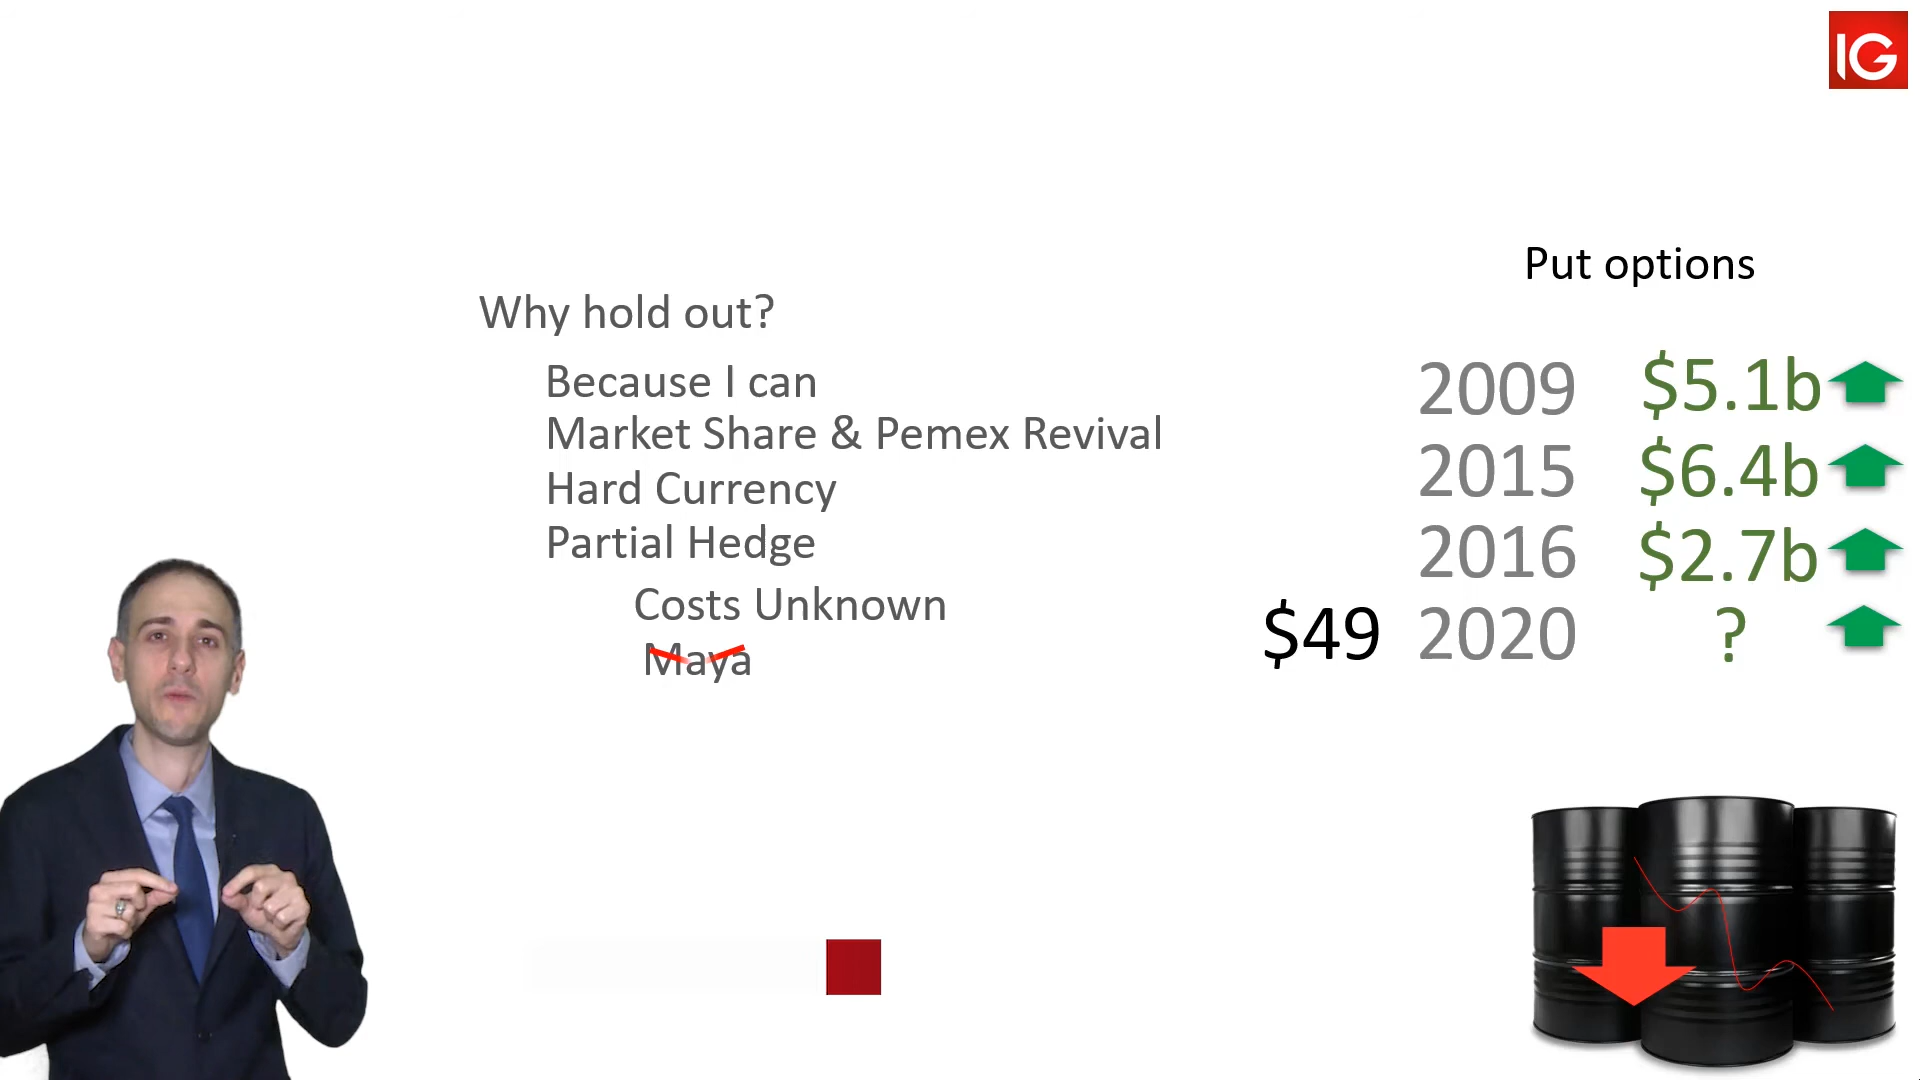 IG
Put options
Why hold out?
Because I can
Market Share & Pemex Revival
Hard Currency
Partial Hedge
Costs Unknown
Maya
2009 $5.1b
2015 $6.4b
2016 $2.7b
$49 2020 ?